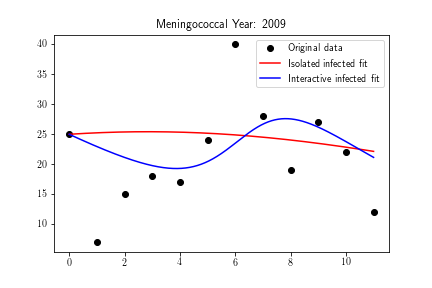 Meningococcal Year: 2009
Original data
Isolated infected fit
Interactive infected fit
40
35
30
25
20
15
10
0 2 4 6 8 10